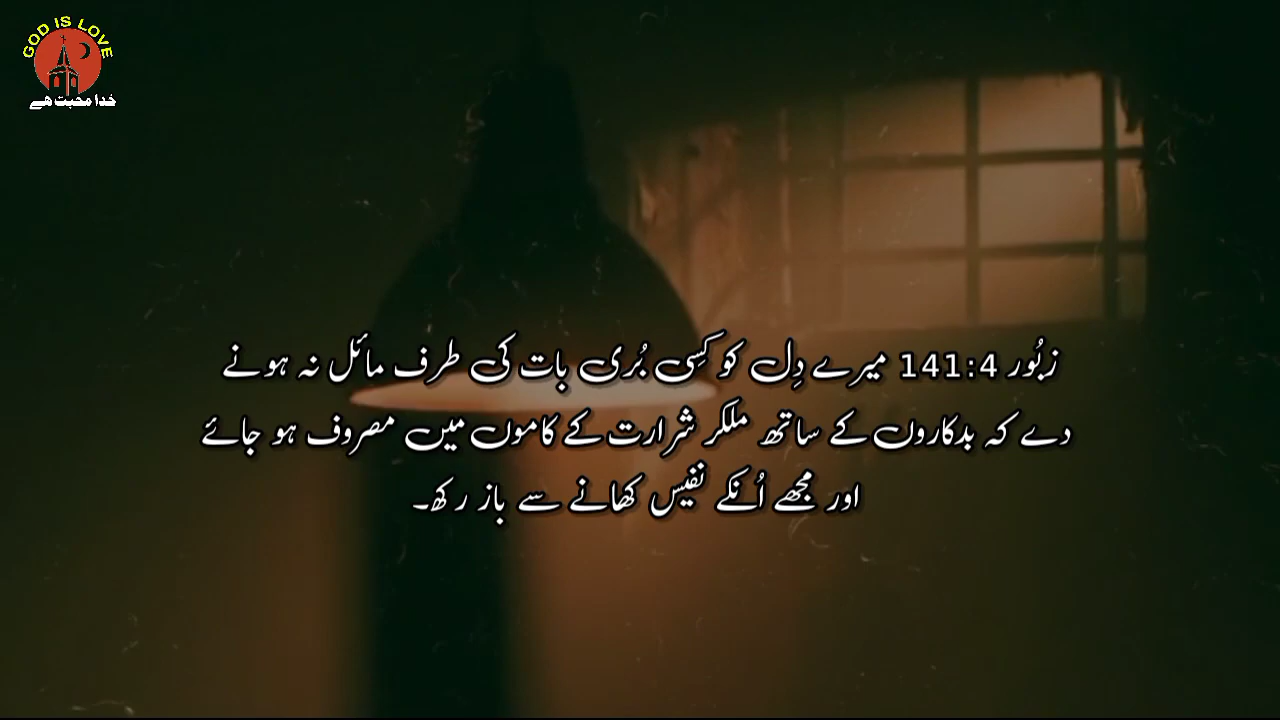 GOD IS LOVE
خدا محبت ھے
زبُور 141:4 میرے دِل کو کِسی بُری بات کی طرف مائل نہ ہونے
دے کہ بدکاروں کے ساتھ ملکر شرارت کے کاموں میں مصروف ہو جائے
اور مجھے اُنکے نفیس کھانے سے باز رکھ۔